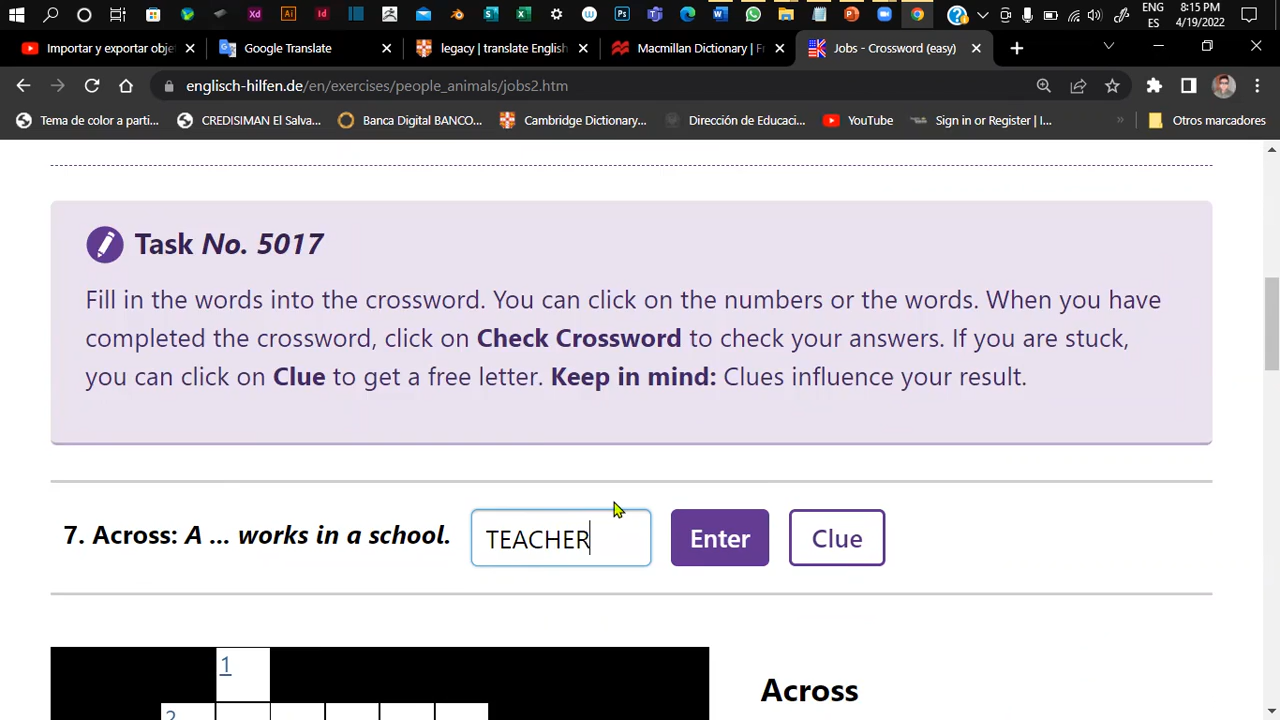 8:15 PM
EN
ES
4/19/2022
Importar y exportar obje
Google Translate
legacy | translate English
Macmillan Dictionary | Fr
Jobs - Crossword (easy)
englisch-hilfen.de/en/exercises/people_animals/jobs2.htm
Tema de color a parti...
CREDISIMAN El Salva...
Banca Digital BANCO...
Cambridge Dictionary...
Dirección de Educaci...
YouTube
Sign in or Register | I...
Otros marcadores
Task No. 5017
Fill in the words into the crossword. You can click on the numbers or the words. When you have
completed the crossword, click on Check Crossword to check your answers. If you are stuck,
you can click on Clue to get a free letter. Keep in mind: Clues influence your result.
7. Across: A ... works in a school.
TEACHER
Enter
Clue
1
Across
2